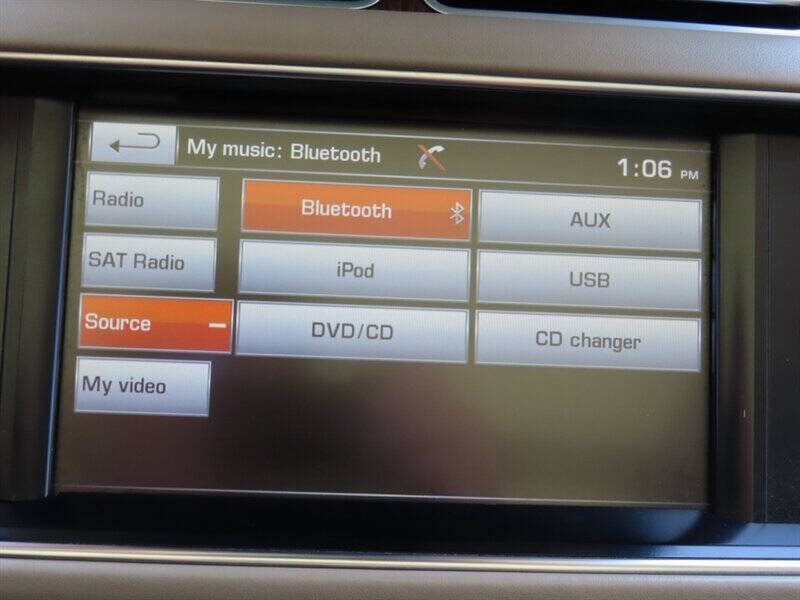 My music: Bluetooth
1:06 PM
Radio
Bluetooth
AUX
SAT Radio
iPod
USB
Source
DVD/CD
CD changer
My video